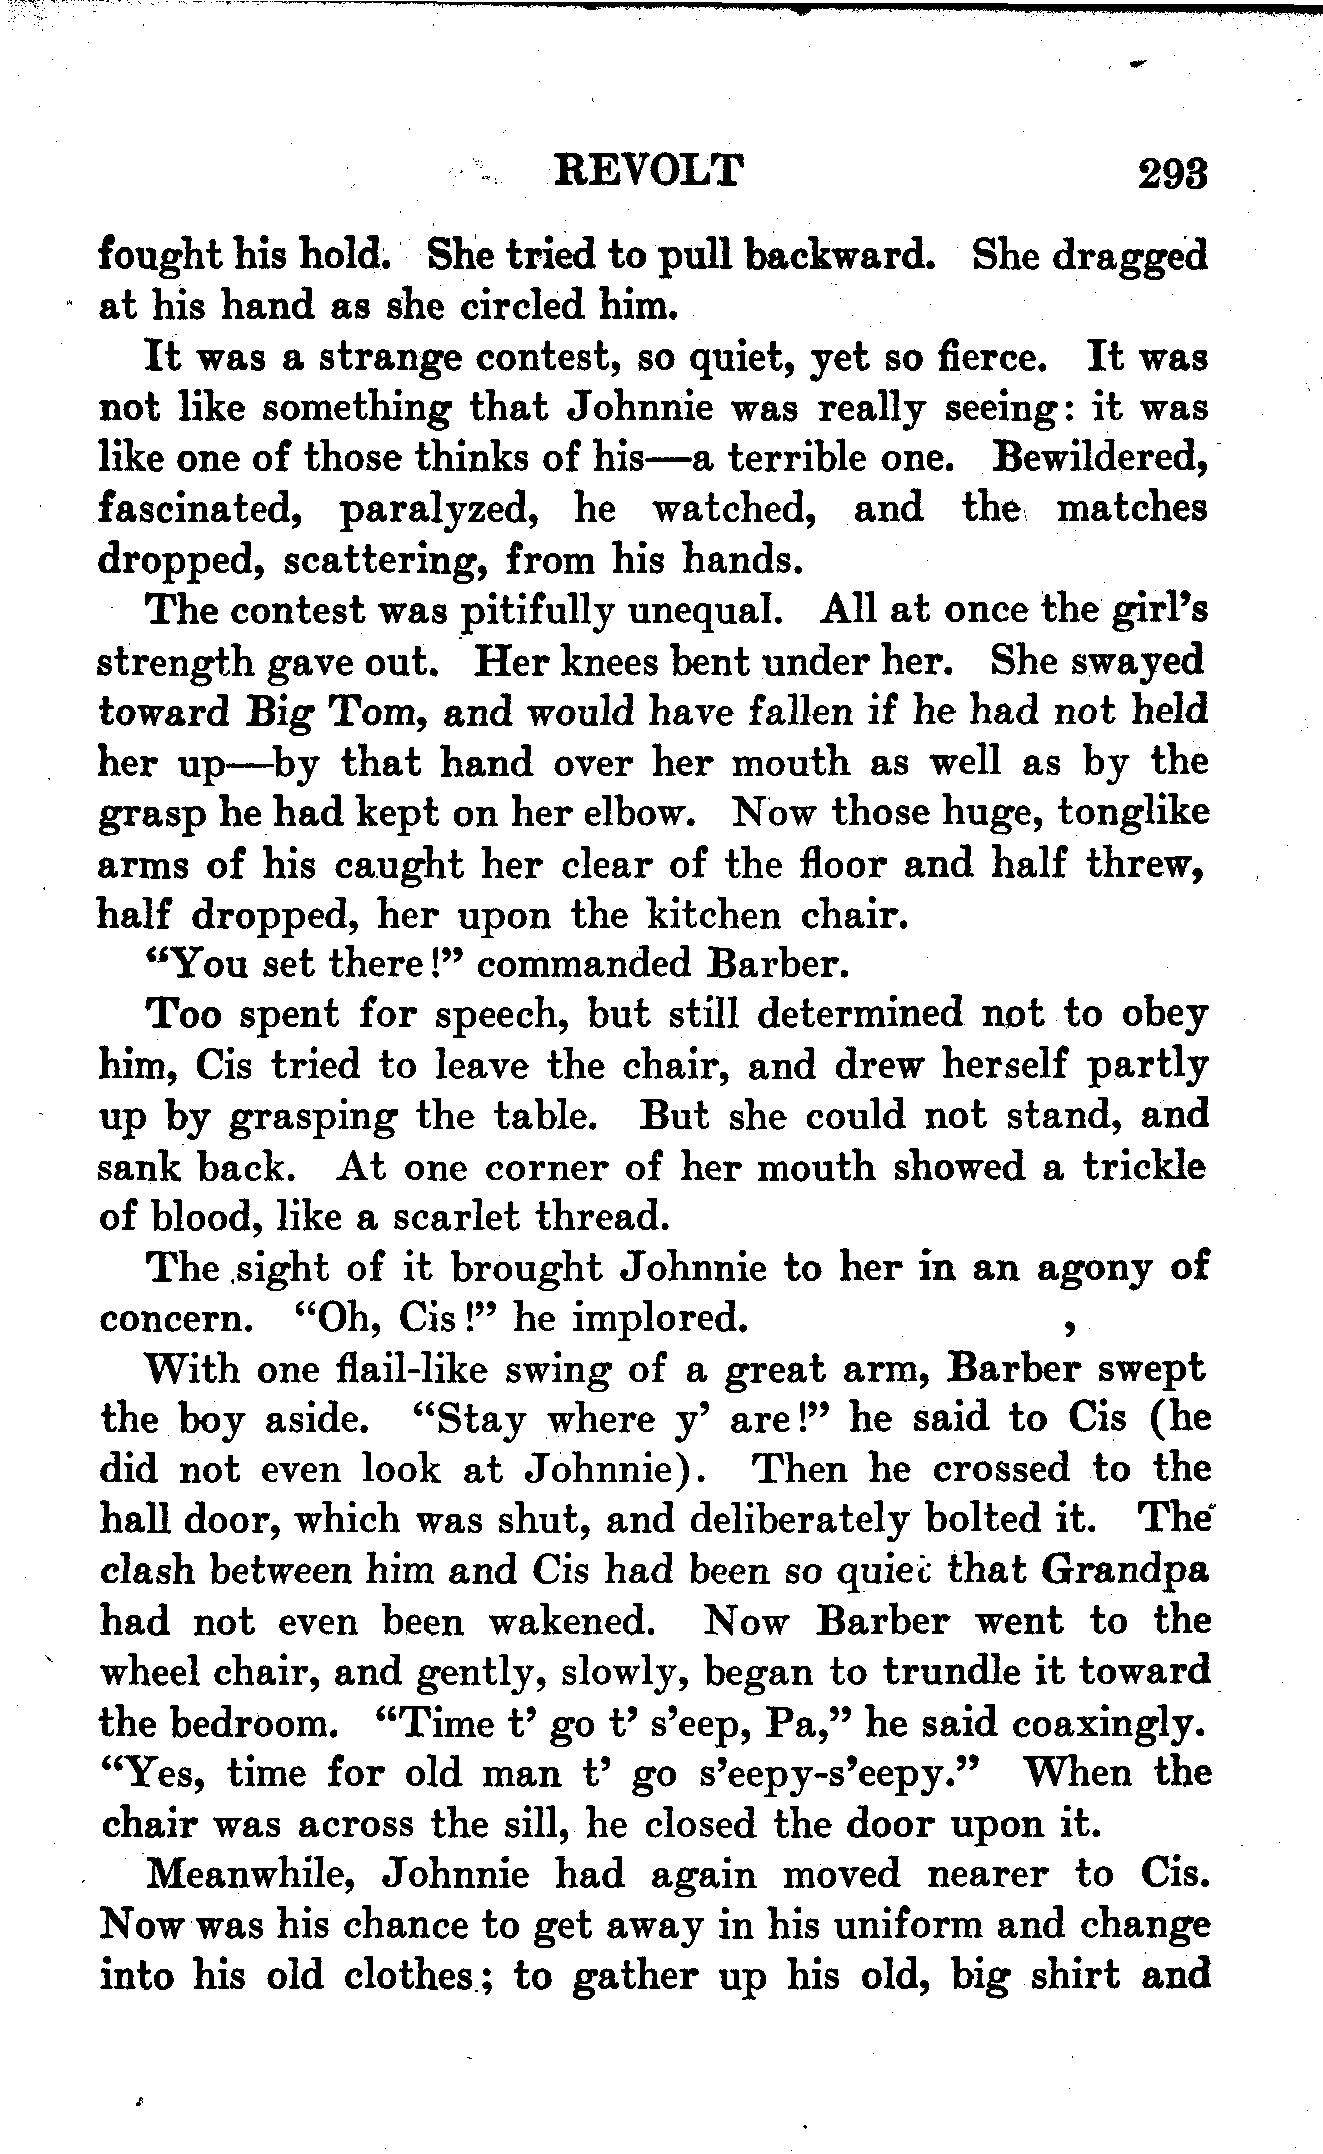 REVOLT 293
fought his hold. She tried to pull backward. She dragged
at his hand as she circled him.
It was a strange contest, so quiet, yet so fierce. It was
not like something that Johnnie was really seeing: it was
like one of those thinks of his—a terrible one. Bewildered,
fascinated, paralyzed, he watched, and the matches
dropped, scattering, from his hands.
The contest was pitifully unequal. All at once the girl's
strength gave out. Her knees bent under her. She swayed
toward Big Tom, and would have fallen if he had not held
her up—by that hand over her mouth as well as by the
grasp he had kept on her elbow. Now those huge, tonglike
arms of his caught her clear of the floor and half threw,
half dropped, her upon the kitchen chair.
"You set there!" commanded Barber.
Too spent for speech, but still determined not to obey
him, Cis tried to leave the chair, and drew herself partly
up by grasping the table. But she could not stand, and
sank back. At one corner of her mouth showed a trickle
of blood, like a scarlet thread.
The sight of it brought Johnnie to her in an agony of
concern. "Oh, Cis!" he implored.
With one flail-like swing of a great arm, Barber swept
the boy aside. "Stay where y' are!" he said to Cis (he
did not even look at Johnnie). Then he crossed to the
hall door, which was shut, and deliberately bolted it. The
clash between him and Cis had been so quiet that Grandpa
had not even been wakened. Now Barber went to the
wheel chair, and gently, slowly, began to trundle it toward
the bedroom. "Time t' go t' s'eep, Pa," he said coaxingly.
"Yes, time for old man t' go s'eepy-s'eepy." When the
chair was across the sill, he closed the door upon it.
Meanwhile, Johnnie had again moved nearer to Cis.
Now was his chance to get away in his uniform and change
into his old clothes; to gather up his old, big shirt and